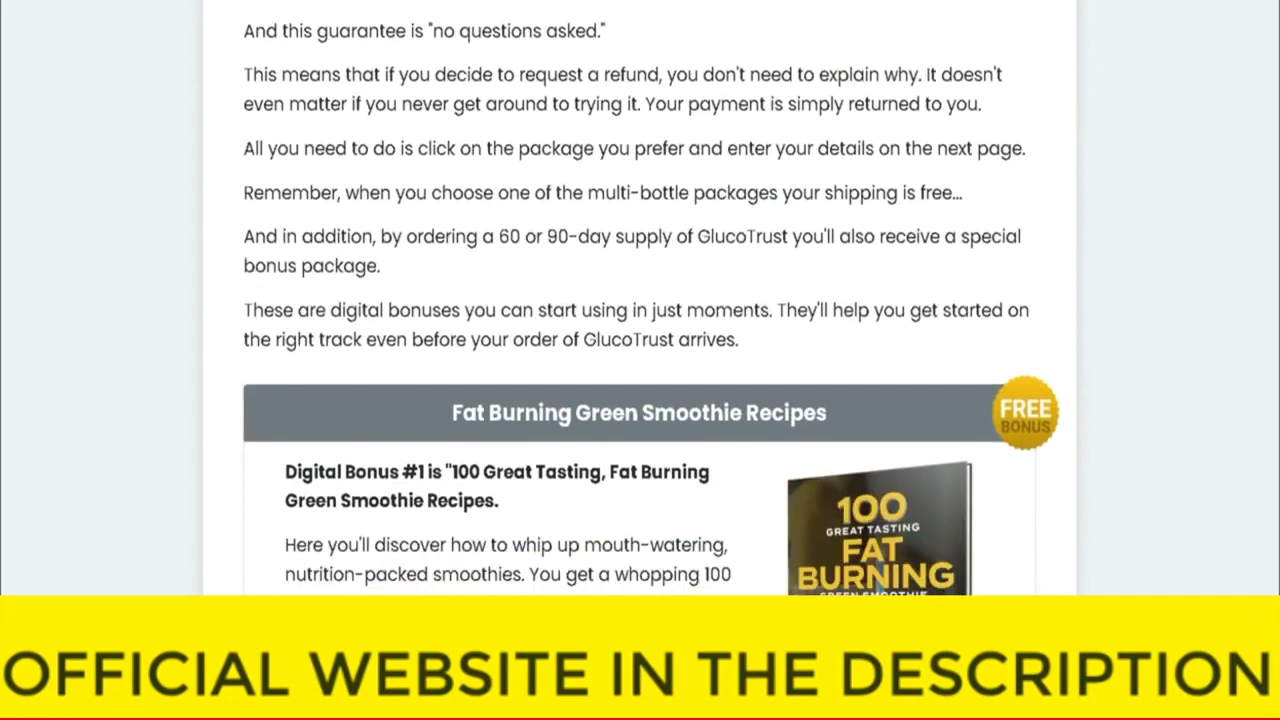 And this guarantee is "no questions asked."
This means that if you decide to request a refund, you don't need to explain why. It doesn't
even matter if you never get around to trying it. Your payment is simply returned to you.
All you need to do is click on the package you prefer and enter your details on the next page.
Remember, when you choose one of the multi-bottle packages your shipping is free...
And in addition, by ordering a 60 or 90-day supply of GlucoTrust you'll also receive a special
bonus package.
These are digital bonuses you can start using in just moments. They'll help you get started on
the right track even before your order of GlucoTrust arrives.
Fat Burning Green Smoothie Recipes
FREE
BONUS
Digital Bonus #1 is "100 Great Tasting, Fat Burning
Green Smoothie Recipes.
Here you'll discover how to whip up mouth-watering,
nutrition-packed smoothies. You get a whopping 100
100
GREAT TASTING
FAT
BURNING
GREEN SMOOTHIE
OFFICIAL WEBSITE IN THE DESCRIPTION